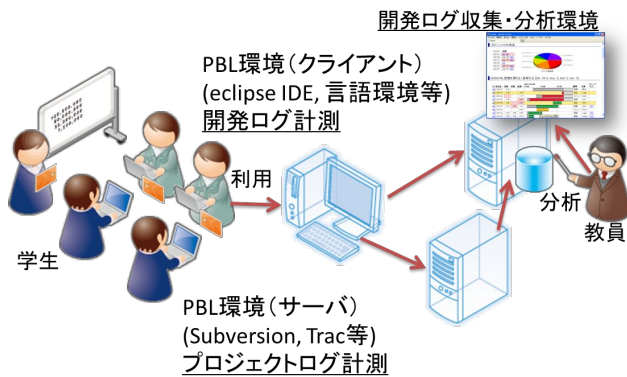 開発ログ収集・分析環境
PBL環境（クライアント）
(eclipse IDE, 言語環境等)
開発ログ計測
利用
分析
教員
学生
PBL環境（サーバ）
(Subversion, Trac等)
プロジェクトログ計測